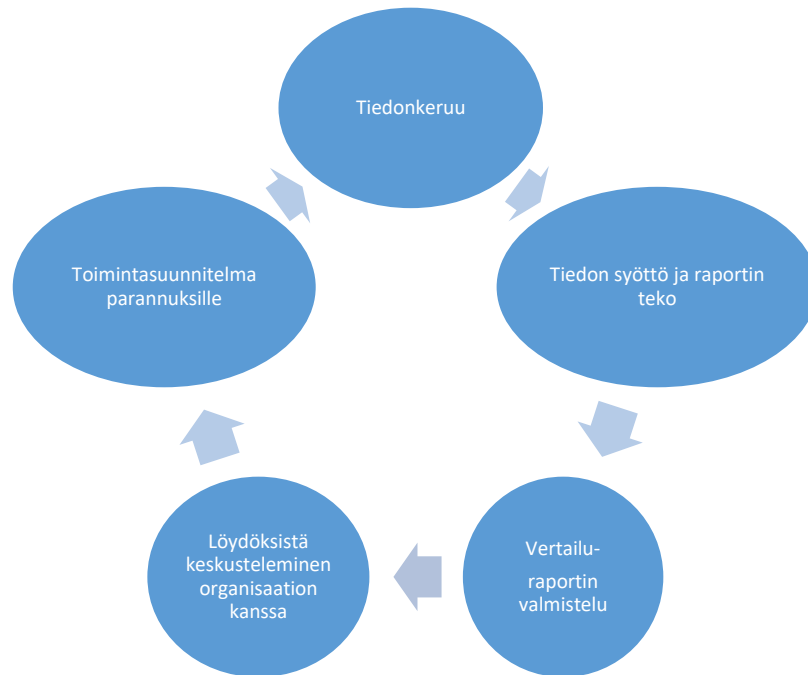 Tiedonkeruu
Tiedon syöttö ja raportin
teko
Vertailu-
raportin
valmistelu
Löydöksistä
keskusteleminen
organisaation
kanssa
Toimintasuunnitelma
parannuksille